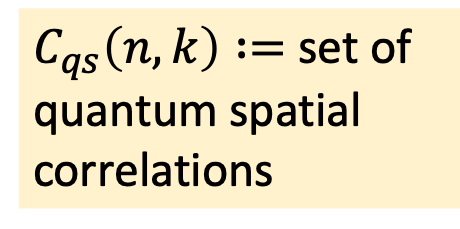 C_qs(n, k) := set of
quantum spatial
correlations